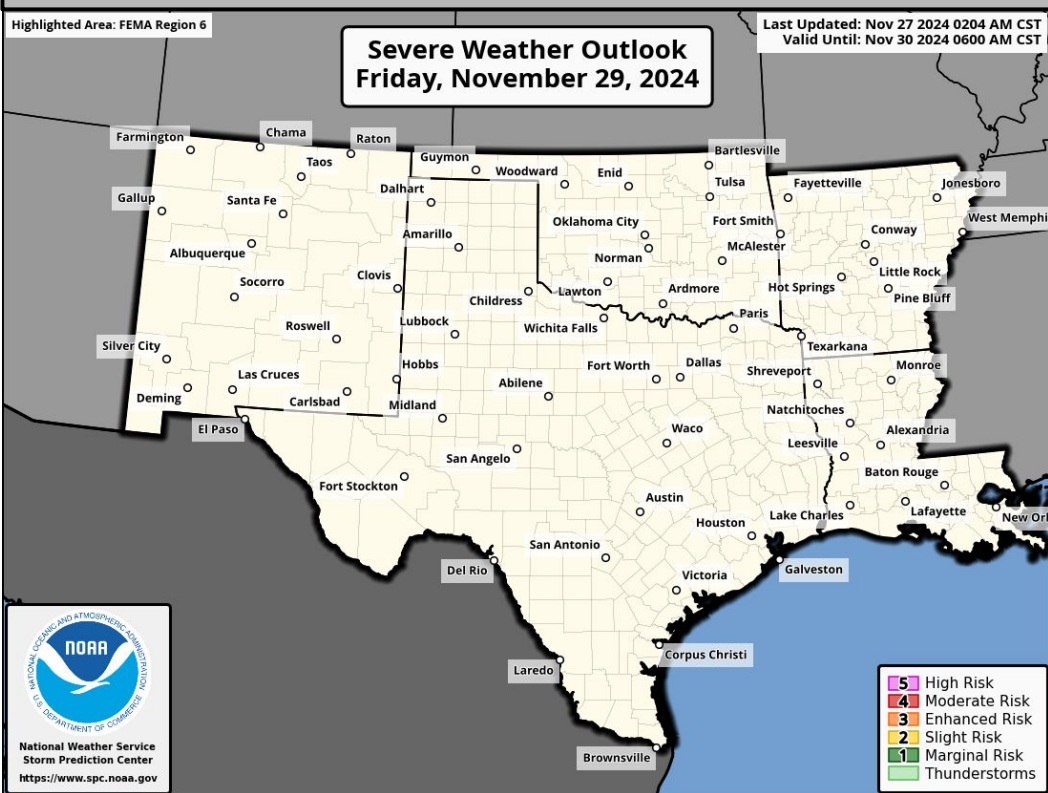 Highlighted Area: FEMA Region 6
Last Updated: Nov 27 2024 0204 AM CST
Valid Until: Nov 30 2024 0600 AM CST
Severe Weather Outlook
Friday, November 29, 2024
Farmington
Chama
Raton
Taos
Guymon
Woodward
Enid
Bartlesville
Gallup
Santa Fe
Dalhart
Tulsa
Fayetteville
Jonesboro
Albuquerque
Amarillo
Oklahoma City
Fort Smith
West Memphi
Norman
McAlester
Conway
Socorro
Clovis
Childress
Lawton
Ardmore
Hot Springs
Little Rock
Pine Bluff
Roswell
Lubbock
Wichita Falls
Paris
Silver City
Texarkana
Las Cruces
Hobbs
Fort Worth
Dallas
Shreveport
Monroe
Deming
Carlsbad
Midland
Abilene
Natchitoches
El Paso
Waco
Alexandria
San Angelo
Leesville
Fort Stockton
Baton Rouge
Austin
Lake Charles
Lafayette
New Orl
Houston
San Antonio
Del Rio
Galveston
Victoria
Corpus Christi
Laredo
Brownsville
NATIONAL OCEANIC AND ATMOSPHERIC ADMINISTRATION
NOAA
U.S. DEPARTMENT OF COMMERCE
National Weather Service
Storm Prediction Center
https://www.spc.noaa.gov
5 High Risk
4 Moderate Risk
3 Enhanced Risk
2 Slight Risk
1 Marginal Risk
Thunderstorms